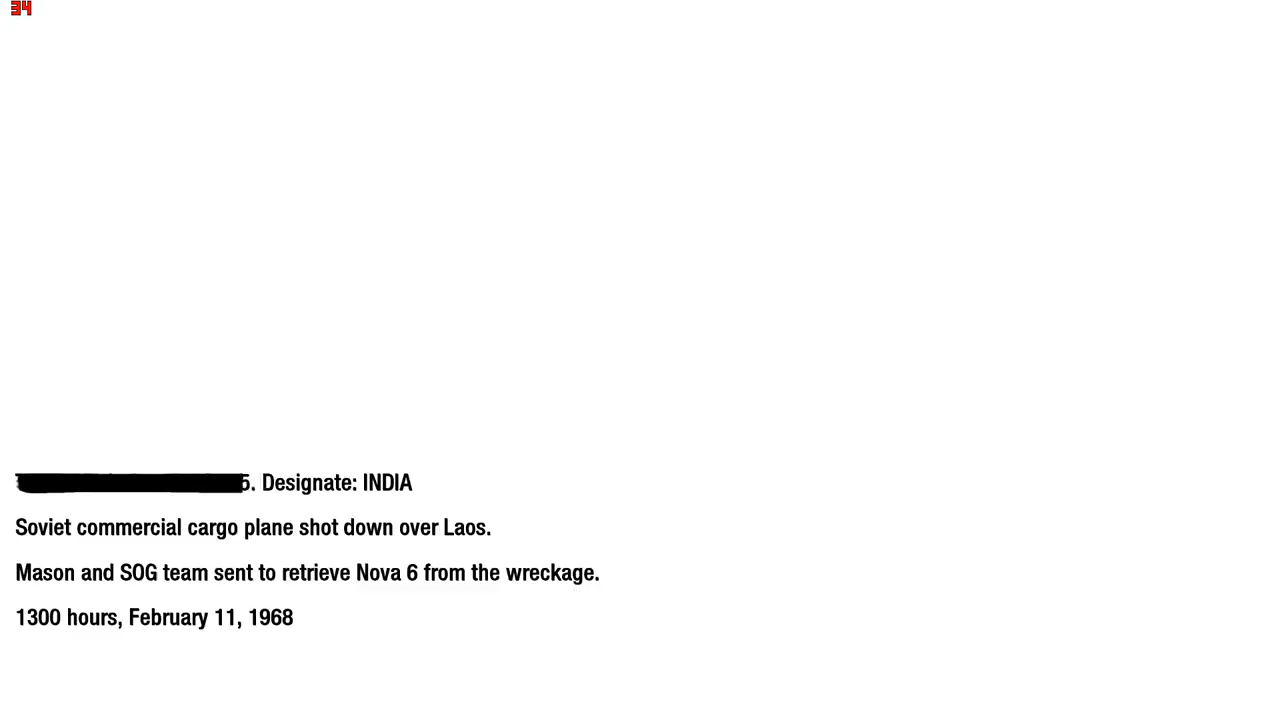 34
5. Designate: INDIA
Soviet commercial cargo plane shot down over Laos.
Mason and SOG team sent to retrieve Nova 6 from the wreckage.
1300 hours, February 11, 1968